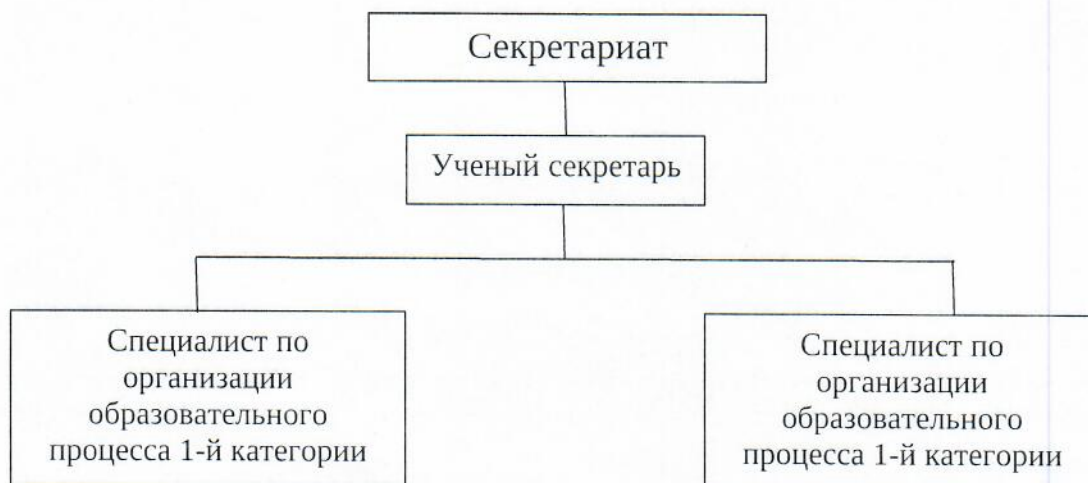 Секретариат
Ученый секретарь
Специалист по
организации
образовательного
процесса 1-й категории
Специалист по
организации
образовательного
процесса 1-й категории